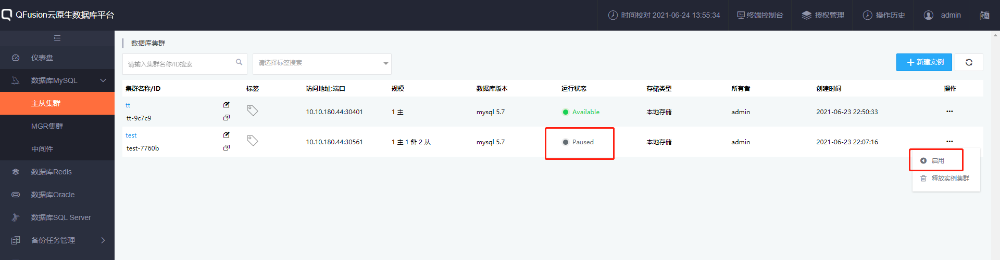 QFusion云原生数据库平台
时间校对 2021-06-24 13:55:34
终端控制台
授权管理
操作历史
admin
仪表盘
数据库MySQL
主从集群
MGR集群
中间件
数据库Redis
数据库Oracle
数据库SQL Server
备份任务管理
数据库集群
请输入集群名称/ID搜索
请选择标签搜索
新建实例
集群名称/ID 标签 访问地址:端口 规模 数据库版本 运行状态 存储类型 所有者 创建时间 操作
tt
tt-9c7c9
10.10.180.44:30401 1 主 mysql 5.7 Available 本地存储 admin 2021-06-23 22:50:33 •••
test
test-7760b
10.10.180.44:30561 1 主 1 备 2 从 mysql 5.7 Paused 本地存储 admin 2021-06-23 22:07:16 •••
启用
释放实例集群